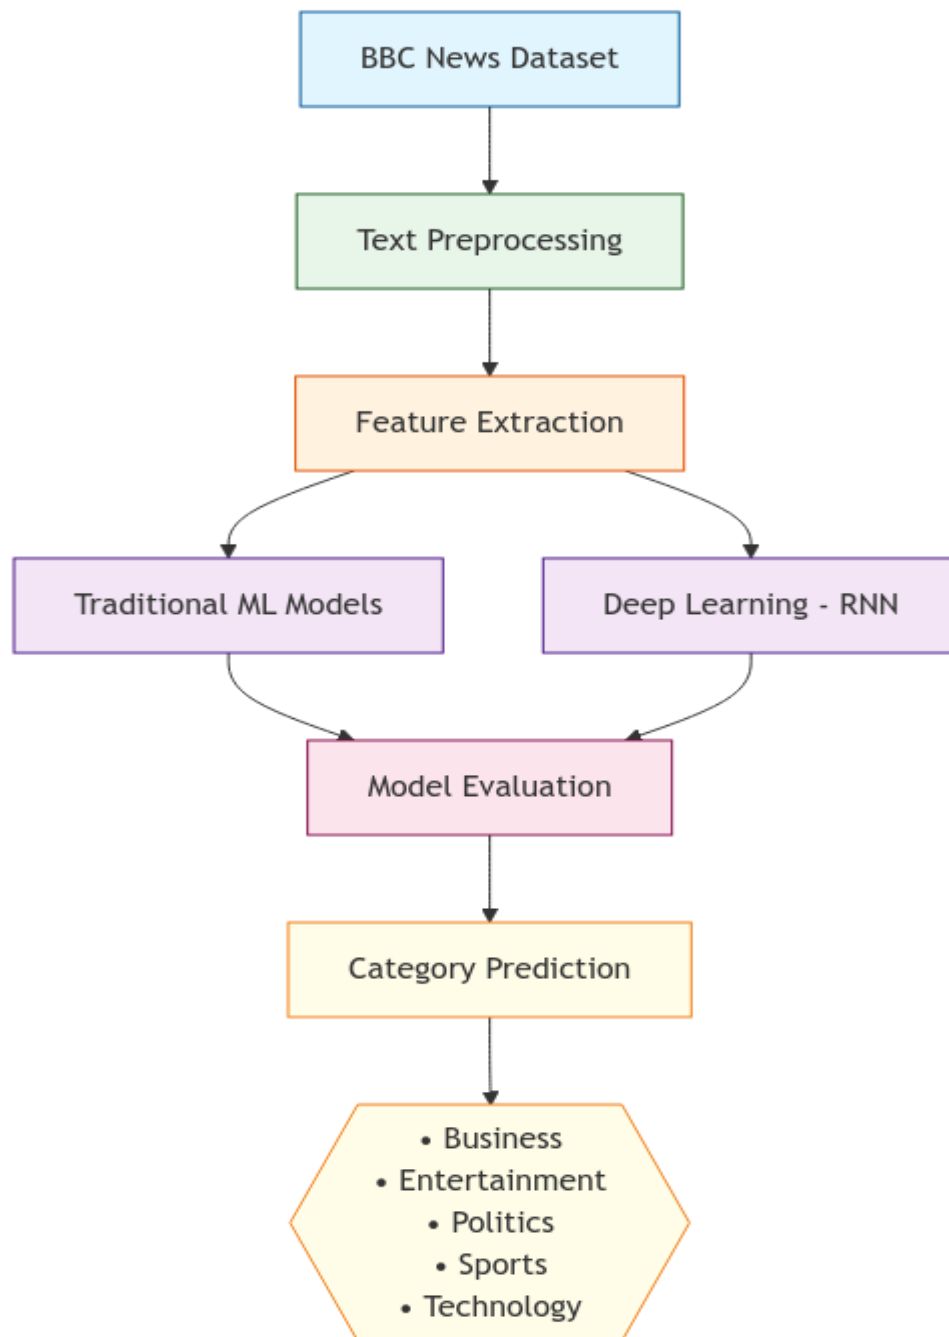 BBC News Dataset
Text Preprocessing
Feature Extraction
Traditional ML Models
Deep Learning - RNN
Model Evaluation
Category Prediction
• Business
• Entertainment
• Politics
• Sports
• Technology